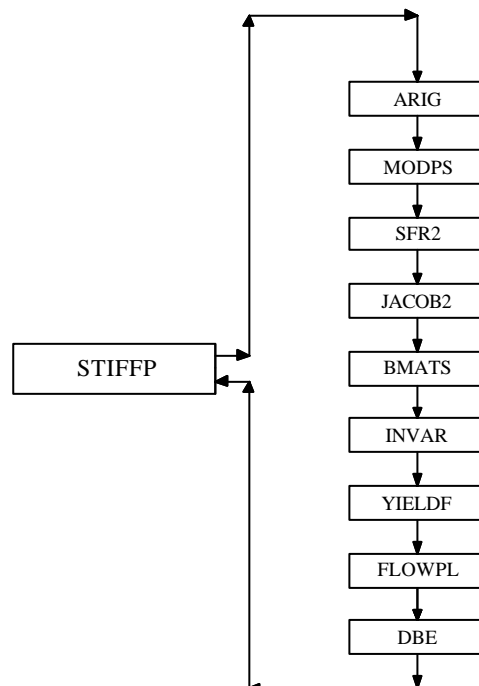 ARIG
MODPS
SFR2
JACOB2
STIFFP
BMATS
INVAR
YIELDF
FLOWPL
DBE